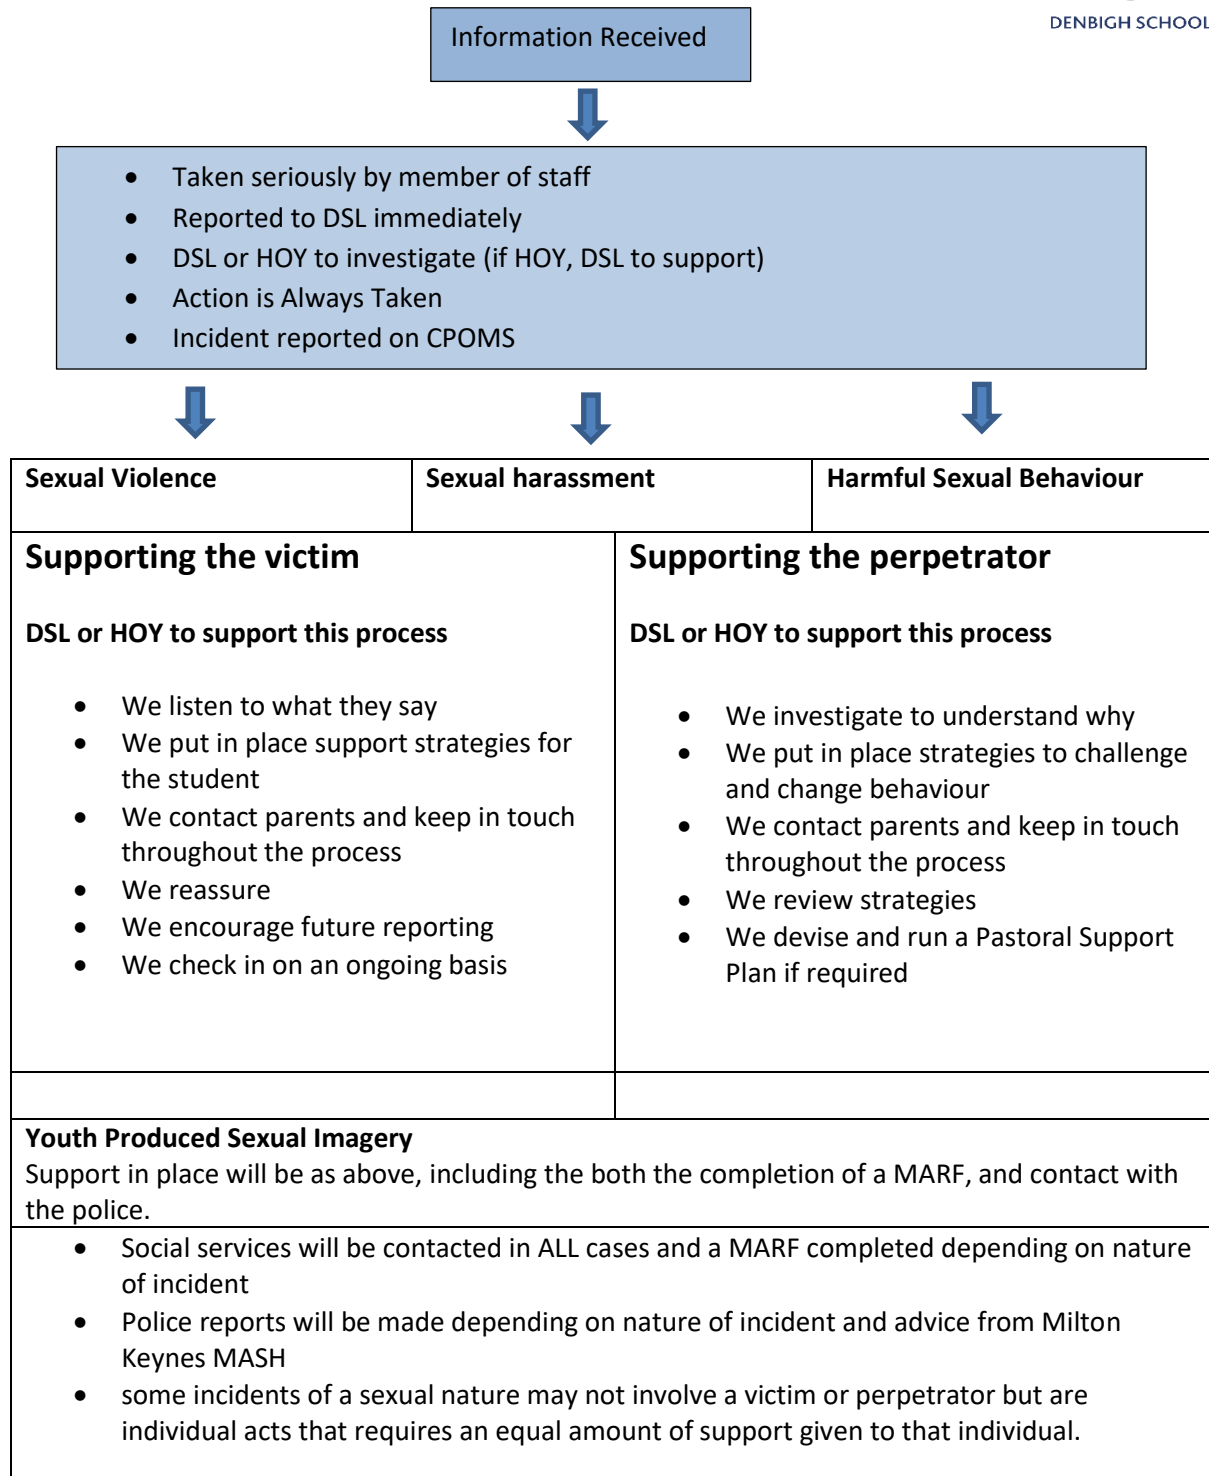 DENBIGH SCHOOL
Information Received
• Taken seriously by member of staff
• Reported to DSL immediately
• DSL or HOY to investigate (if HOY, DSL to support)
• Action is Always Taken
• Incident reported on CPOMS
Sexual Violence
Sexual harassment
Harmful Sexual Behaviour
Supporting the victim
DSL or HOY to support this process
• We listen to what they say
• We put in place support strategies for
the student
• We contact parents and keep in touch
throughout the process
• We reassure
• We encourage future reporting
• We check in on an ongoing basis
Supporting the perpetrator
DSL or HOY to support this process
• We investigate to understand why
• We put in place strategies to challenge
and change behaviour
• We contact parents and keep in touch
throughout the process
• We review strategies
• We devise and run a Pastoral Support
Plan if required
Youth Produced Sexual Imagery
Support in place will be as above, including the both the completion of a MARF, and contact with
the police.
• Social services will be contacted in ALL cases and a MARF completed depending on nature
of incident
• Police reports will be made depending on nature of incident and advice from Milton
Keynes MASH
• some incidents of a sexual nature may not involve a victim or perpetrator but are
individual acts that requires an equal amount of support given to that individual.